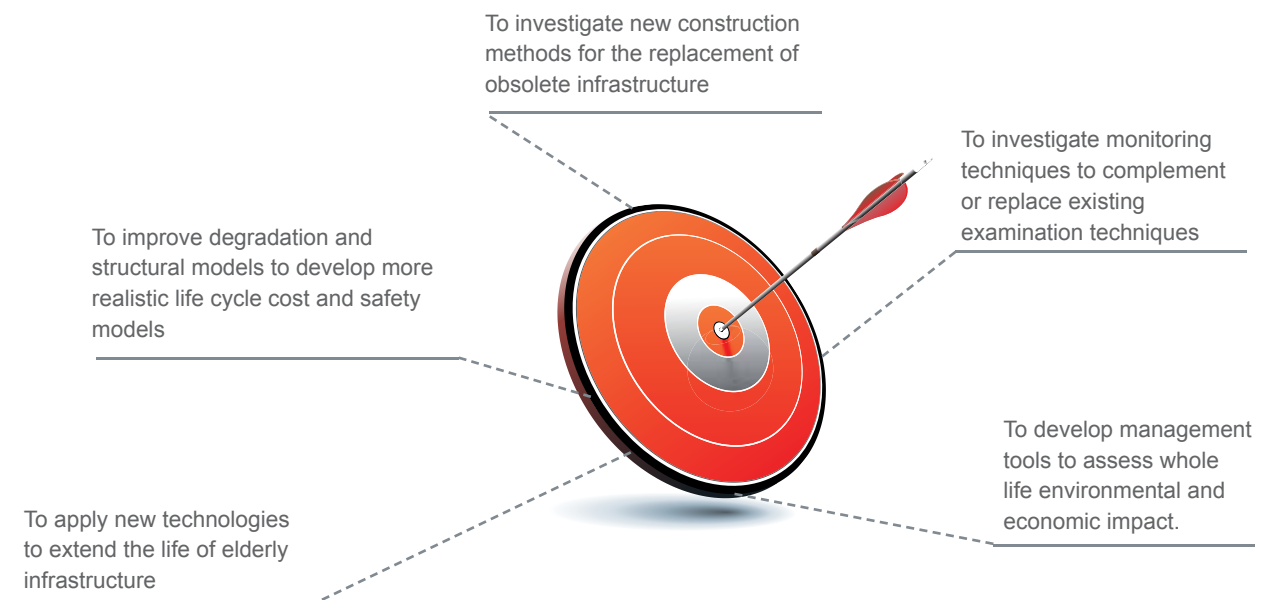 To investigate new construction
methods for the replacement of
obsolete infrastructure
To investigate monitoring
techniques to complement
or replace existing
examination techniques
To improve degradation and
structural models to develop more
realistic life cycle cost and safety
models
To develop management
tools to assess whole
life environmental and
economic impact.
To apply new technologies
to extend the life of elderly
infrastructure